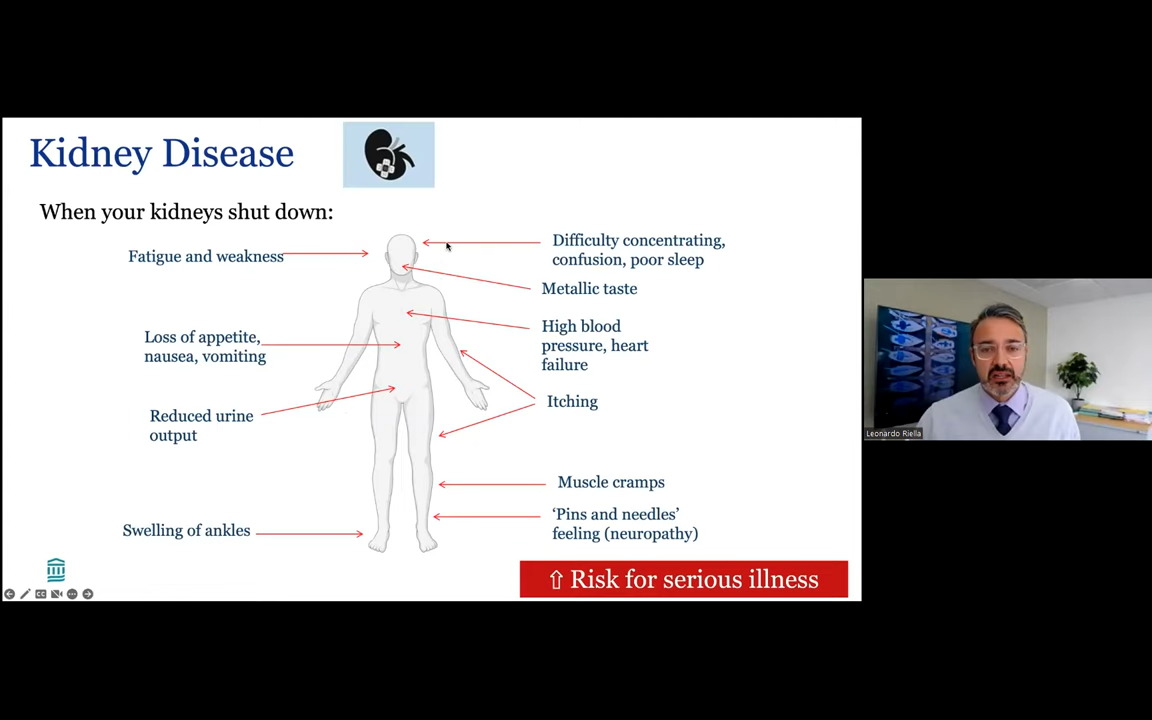 Kidney Disease
When your kidneys shut down:
Fatigue and weakness
Loss of appetite,
nausea, vomiting
Reduced urine
output
Swelling of ankles
Difficulty concentrating,
confusion, poor sleep
Metallic taste
High blood
pressure, heart
failure
Itching
Muscle cramps
‘Pins and needles’
feeling (neuropathy)
⇧ Risk for serious illness
Leonardo Riella